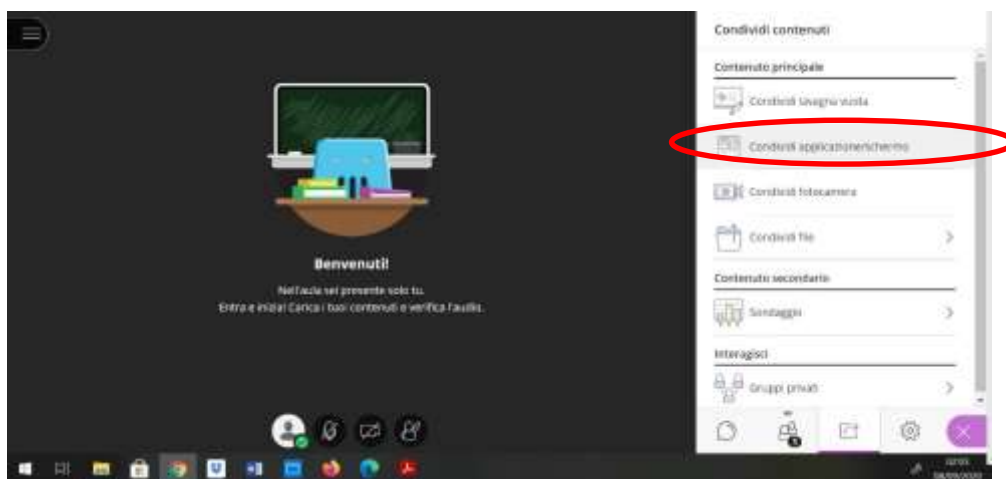 Condividi contenuti
Contenuto principale
Condividi lavagna vuota
Condividi applicazione/schermo
Condividi fotocamera
Condividi file
Contenuto secondario
Sondaggio
Interagisci
Gruppi privati
Benvenuti!
Nell'aula sei presente solo tu.
Entra e inizia! Carica i tuoi contenuti e verifica l'audio.